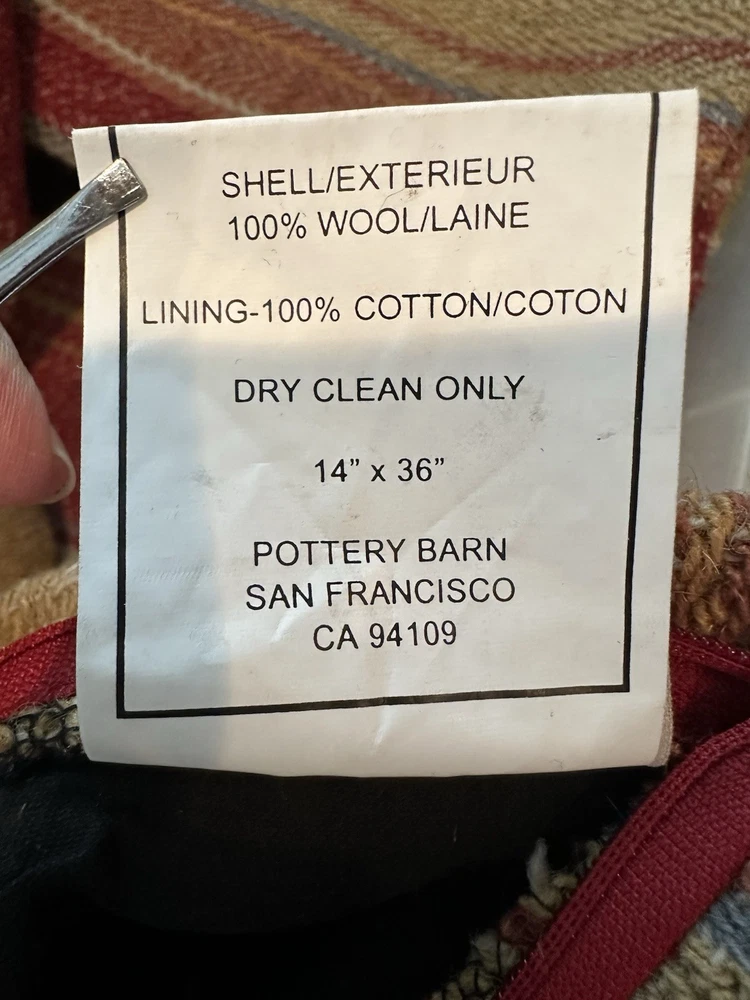 SHELL/EXTERIEUR
100% WOOL/LAINE
LINING-100% COTTON/COTON
DRY CLEAN ONLY
14” x 36”
POTTERY BARN
SAN FRANCISCO
CA 94109